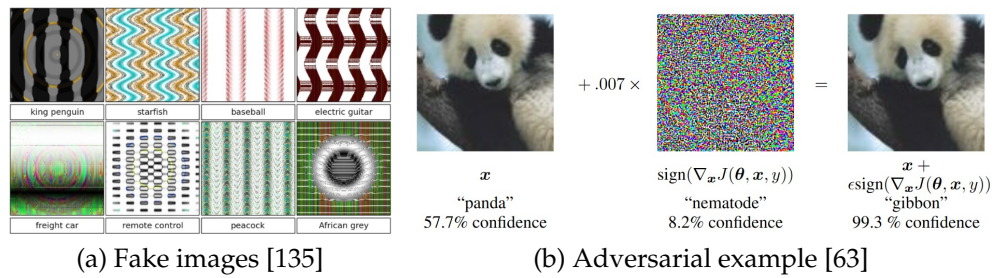 king penguin
starfish
baseball
electric guitar
freight car
remote control
peacock
African grey
(a) Fake images [135]
+ .007 ×
=
x
sign(∇ₓJ(θ, x, y))
x +
ϵsign(∇ₓJ(θ, x, y))
“panda”
“nematode”
“gibbon”
57.7% confidence
8.2% confidence
99.3 % confidence
(b) Adversarial example [63]